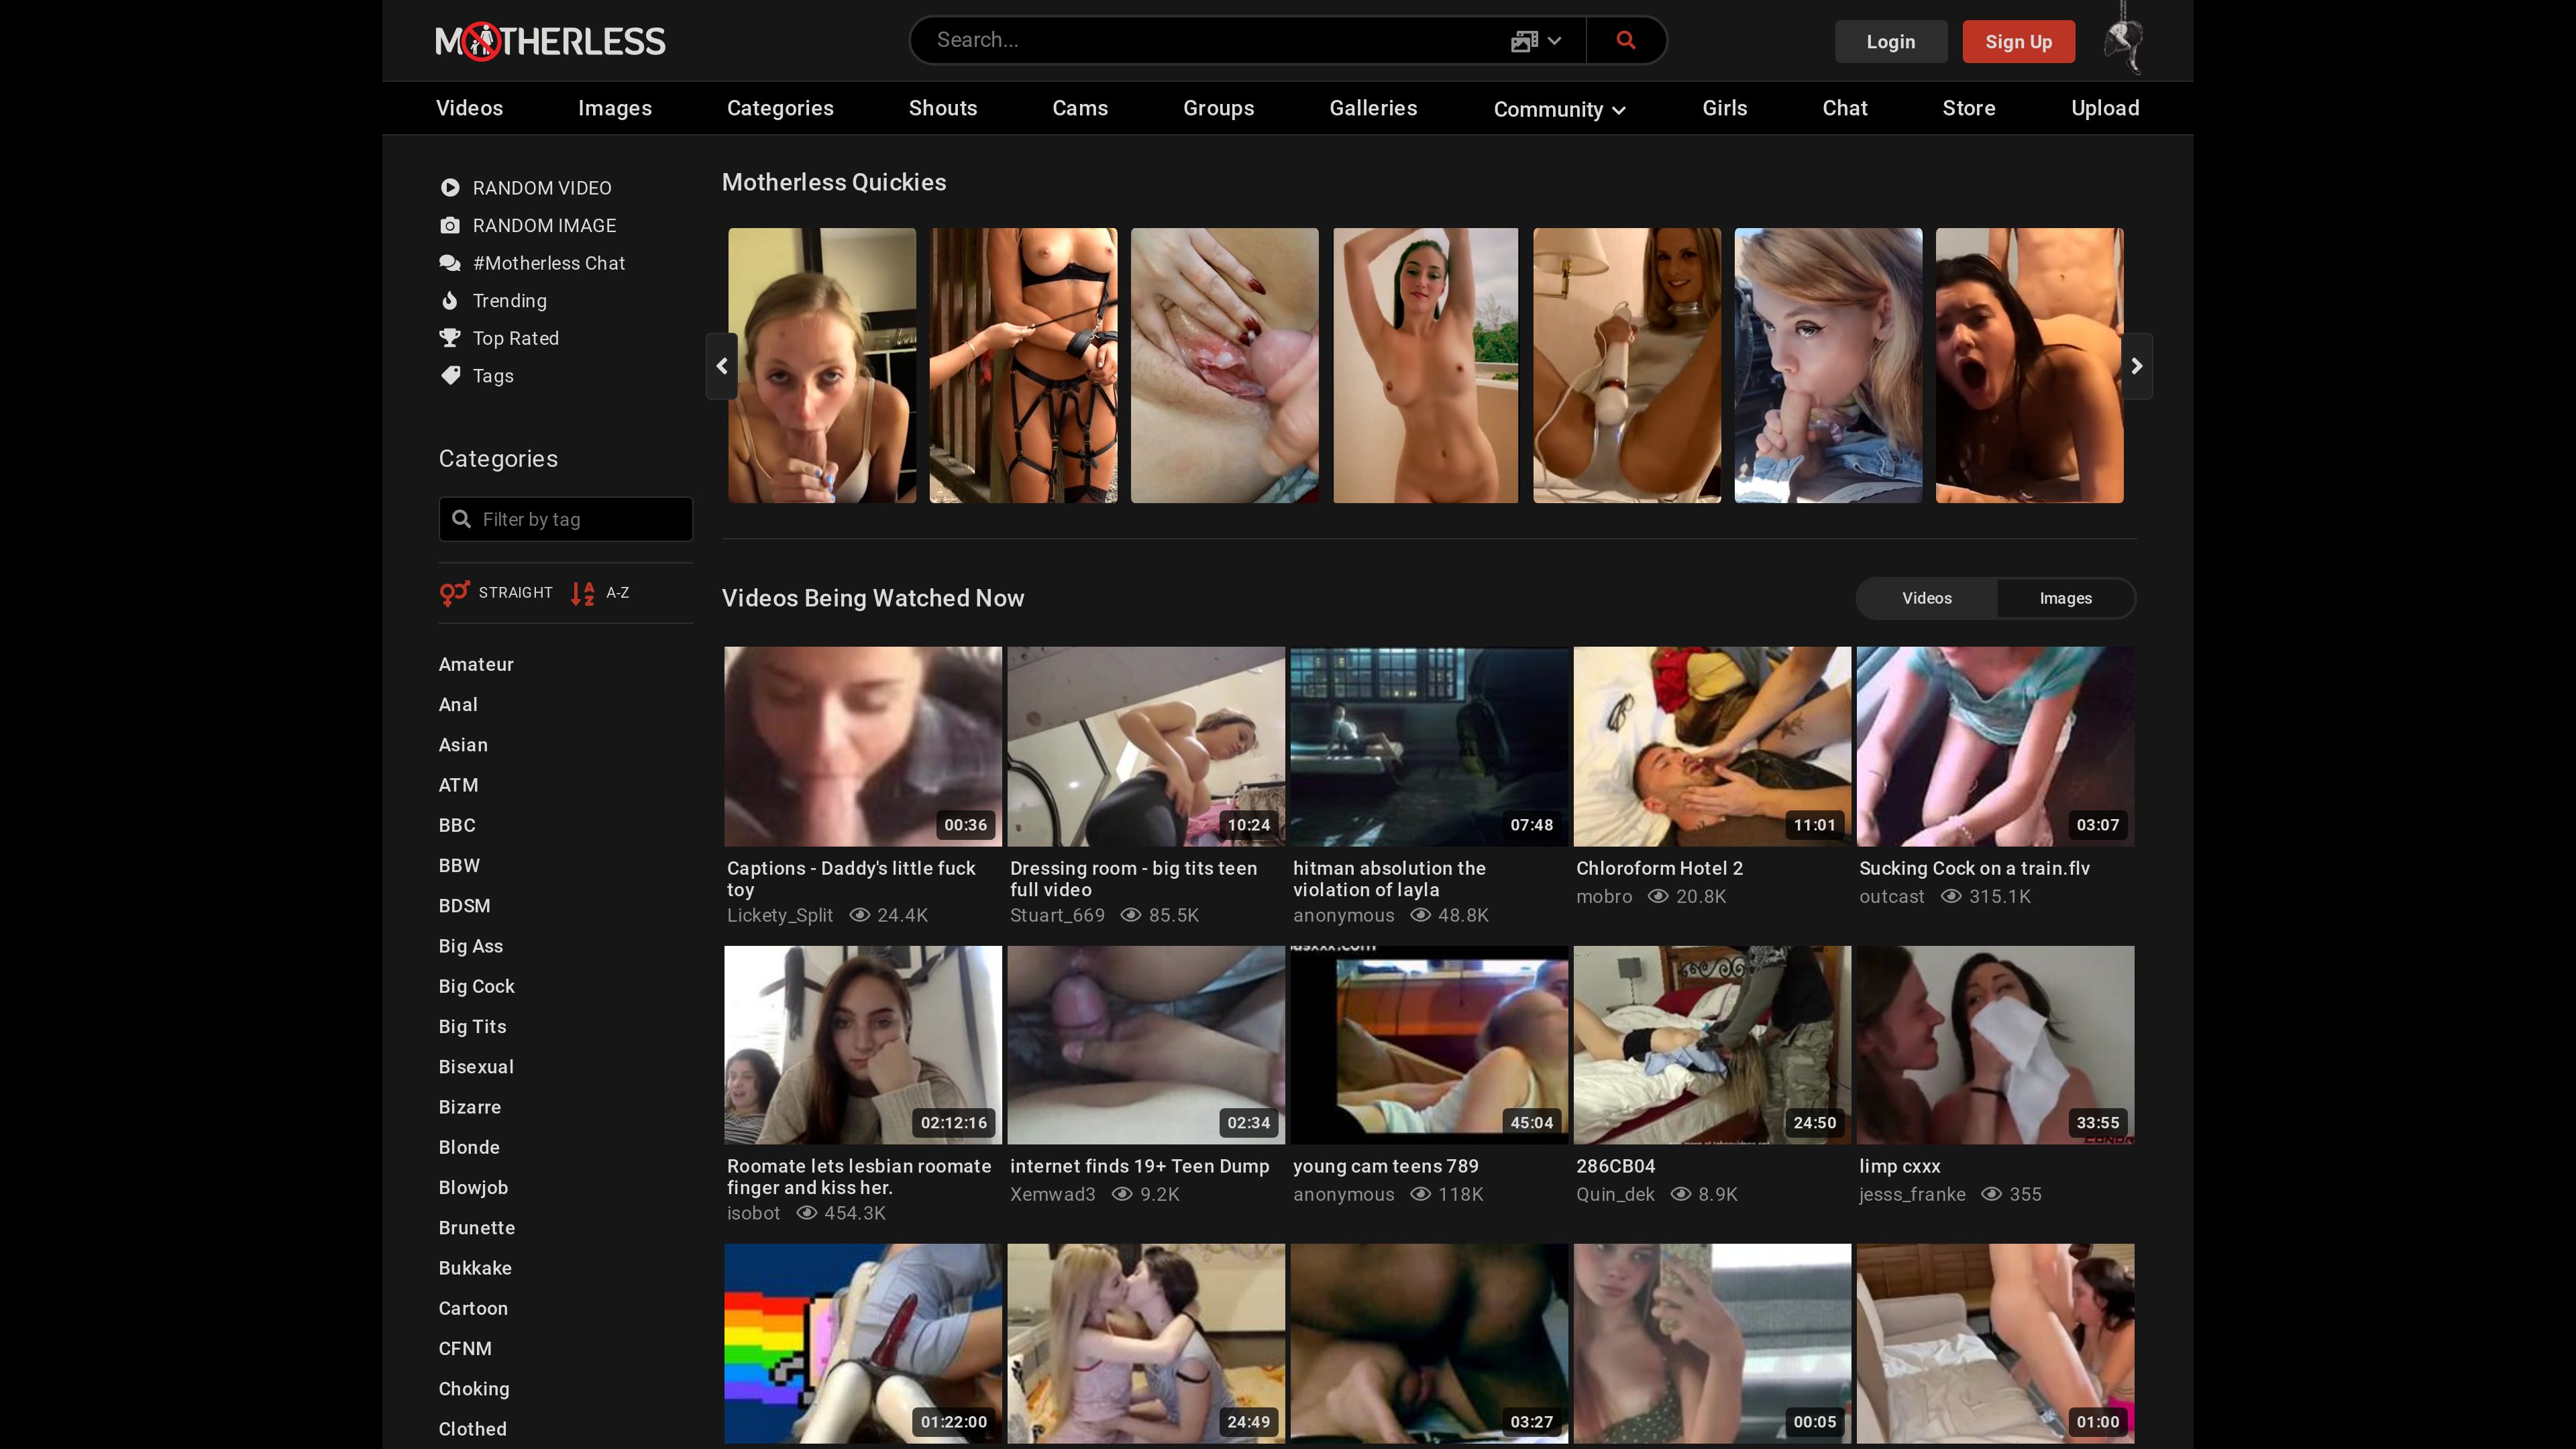 MOTHERLESS
Search...
Login
Sign Up
Videos
Images
Categories
Shouts
Cams
Groups
Galleries
Community
Girls
Chat
Store
Upload
RANDOM VIDEO
RANDOM IMAGE
#Motherless Chat
Trending
Top Rated
Tags
Categories
Filter by tag
STRAIGHT
A-Z
Amateur
Anal
Asian
ATM
BBC
BBW
BDSM
Big Ass
Big Cock
Big Tits
Bisexual
Bizarre
Blonde
Blowjob
Brunette
Bukkake
Cartoon
CFNM
Choking
Clothed
Motherless Quickies
Videos Being Watched Now
Videos
Images
00:36
Captions - Daddy's little fuck
toy
Lickety_Split 24.4K
10:24
Dressing room - big tits teen
full video
Stuart_669 85.5K
07:48
hitman absolution the
violation of layla
anonymous 48.8K
11:01
Chloroform Hotel 2
mobro 20.8K
03:07
Sucking Cock on a train.flv
outcast 315.1K
02:12:16
Roomate lets lesbian roomate
finger and kiss her.
isobot 454.3K
02:34
internet finds 19+ Teen Dump
Xemwad3 9.2K
45:04
young cam teens 789
anonymous 118K
24:50
286CB04
Quin_dek 8.9K
33:55
limp cxxx
jesss_franke 355
01:22:00
24:49
03:27
00:05
01:00